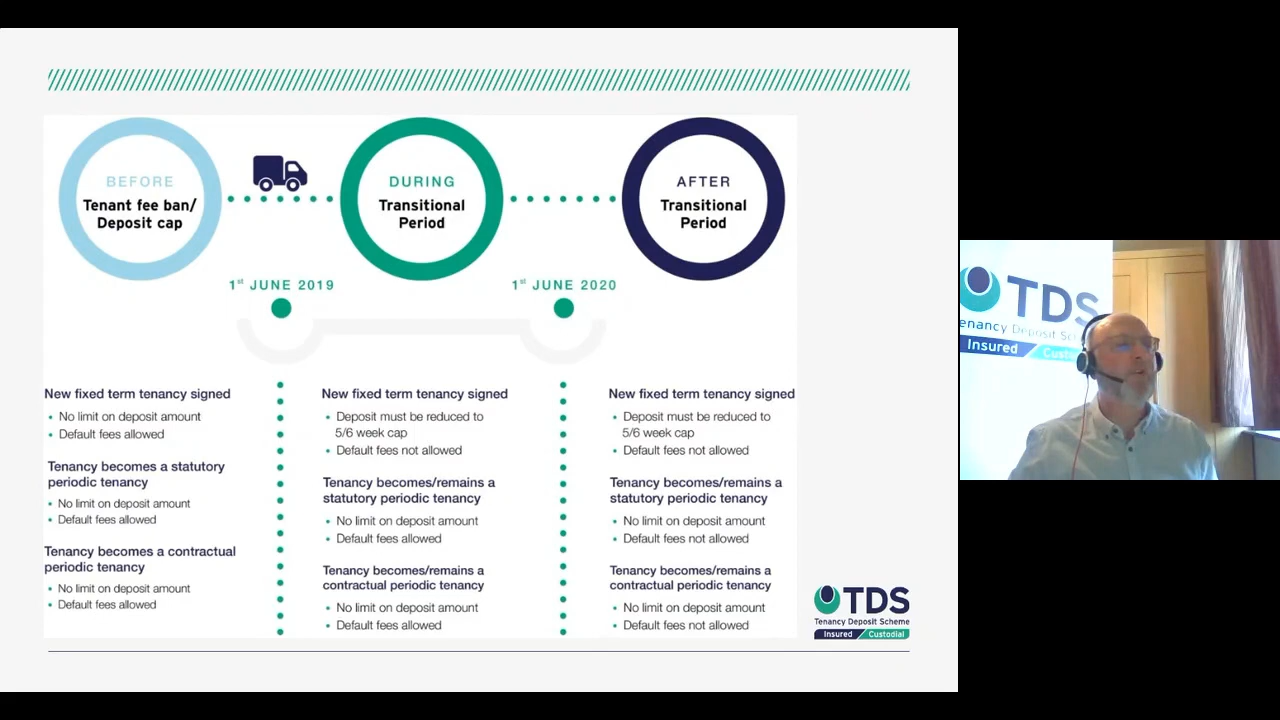 BEFORE
Tenant fee ban/
Deposit cap
DURING
Transitional
Period
AFTER
Transitional
Period
1st JUNE 2019
1st JUNE 2020
New fixed term tenancy signed
• No limit on deposit amount
• Default fees allowed
Tenancy becomes a statutory
periodic tenancy
• No limit on deposit amount
• Default fees allowed
Tenancy becomes a contractual
periodic tenancy
• No limit on deposit amount
• Default fees allowed
New fixed term tenancy signed
• Deposit must be reduced to
5/6 week cap
• Default fees not allowed
Tenancy becomes/remains a
statutory periodic tenancy
• No limit on deposit amount
• Default fees allowed
Tenancy becomes/remains a
contractual periodic tenancy
• No limit on deposit amount
• Default fees allowed
New fixed term tenancy signed
• Deposit must be reduced to
5/6 week cap
• Default fees not allowed
Tenancy becomes/remains a
statutory periodic tenancy
• No limit on deposit amount
• Default fees not allowed
Tenancy becomes/remains a
contractual periodic tenancy
• No limit on deposit amount
• Default fees not allowed
TDS
Tenancy Deposit Scheme
Insured Custodial
TDS
enancy Deposit Sc
Insured Custo